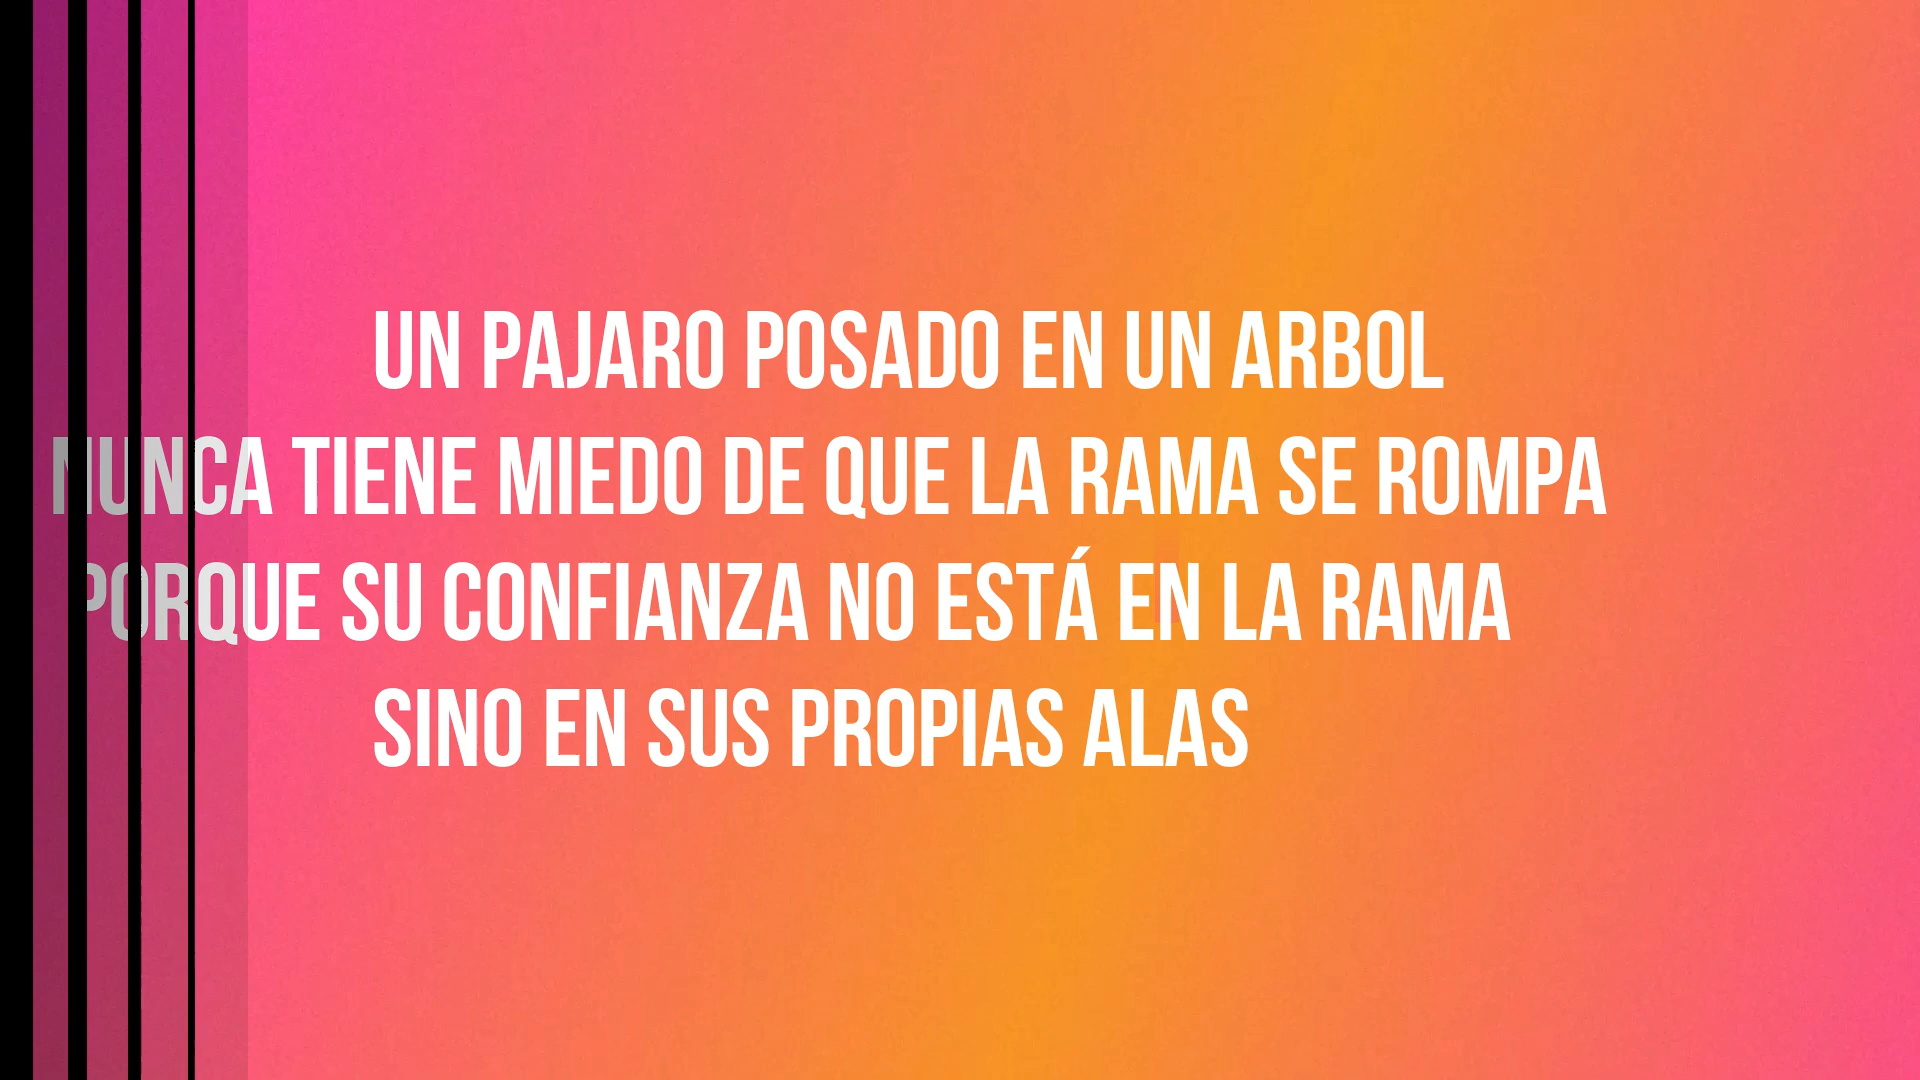 UN PAJARO POSADO EN UN ARBOL
NUNCA TIENE MIEDO DE QUE LA RAMA SE ROMPA
PORQUE SU CONFIANZA NO ESTÁ EN LA RAMA
SINO EN SUS PROPIAS ALAS